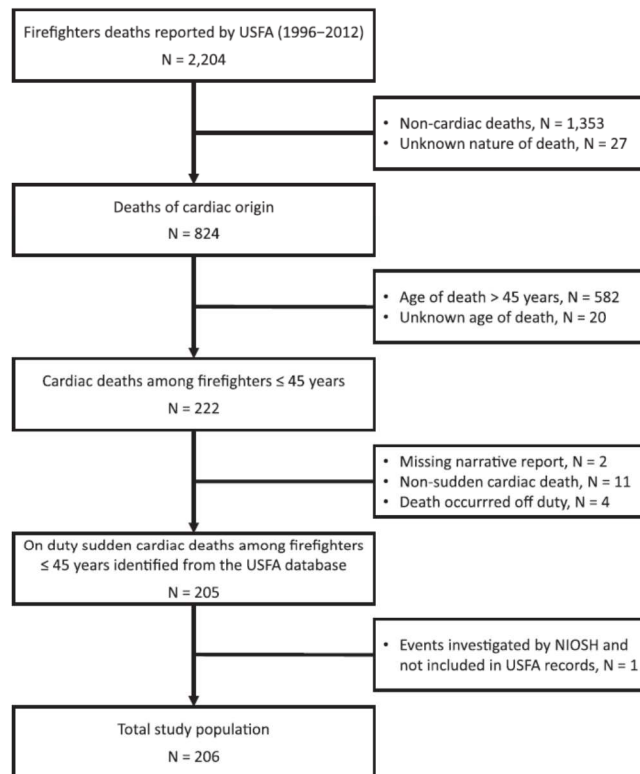 Firefighters deaths reported by USFA (1996–2012)
N = 2,204
• Non-cardiac deaths, N = 1,353
• Unknown nature of death, N = 27
Deaths of cardiac origin
N = 824
• Age of death > 45 years, N = 582
• Unknown age of death, N = 20
Cardiac deaths among firefighters ≤ 45 years
N = 222
• Missing narrative report, N = 2
• Non-sudden cardiac death, N = 11
• Death occurrred off duty, N = 4
On duty sudden cardiac deaths among firefighters
≤ 45 years identified from the USFA database
N = 205
• Events investigated by NIOSH and
not included in USFA records, N = 1
Total study population
N = 206